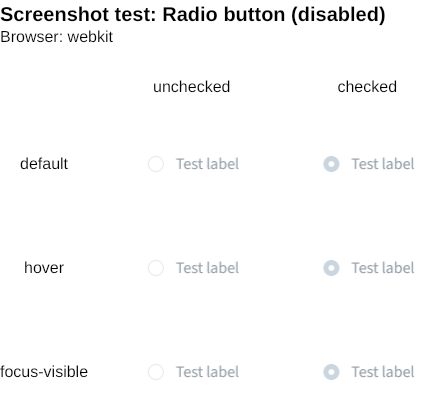 Screenshot test: Radio button (disabled)
Browser: webkit
unchecked checked
default Test label Test label
hover Test label Test label
focus-visible Test label Test label